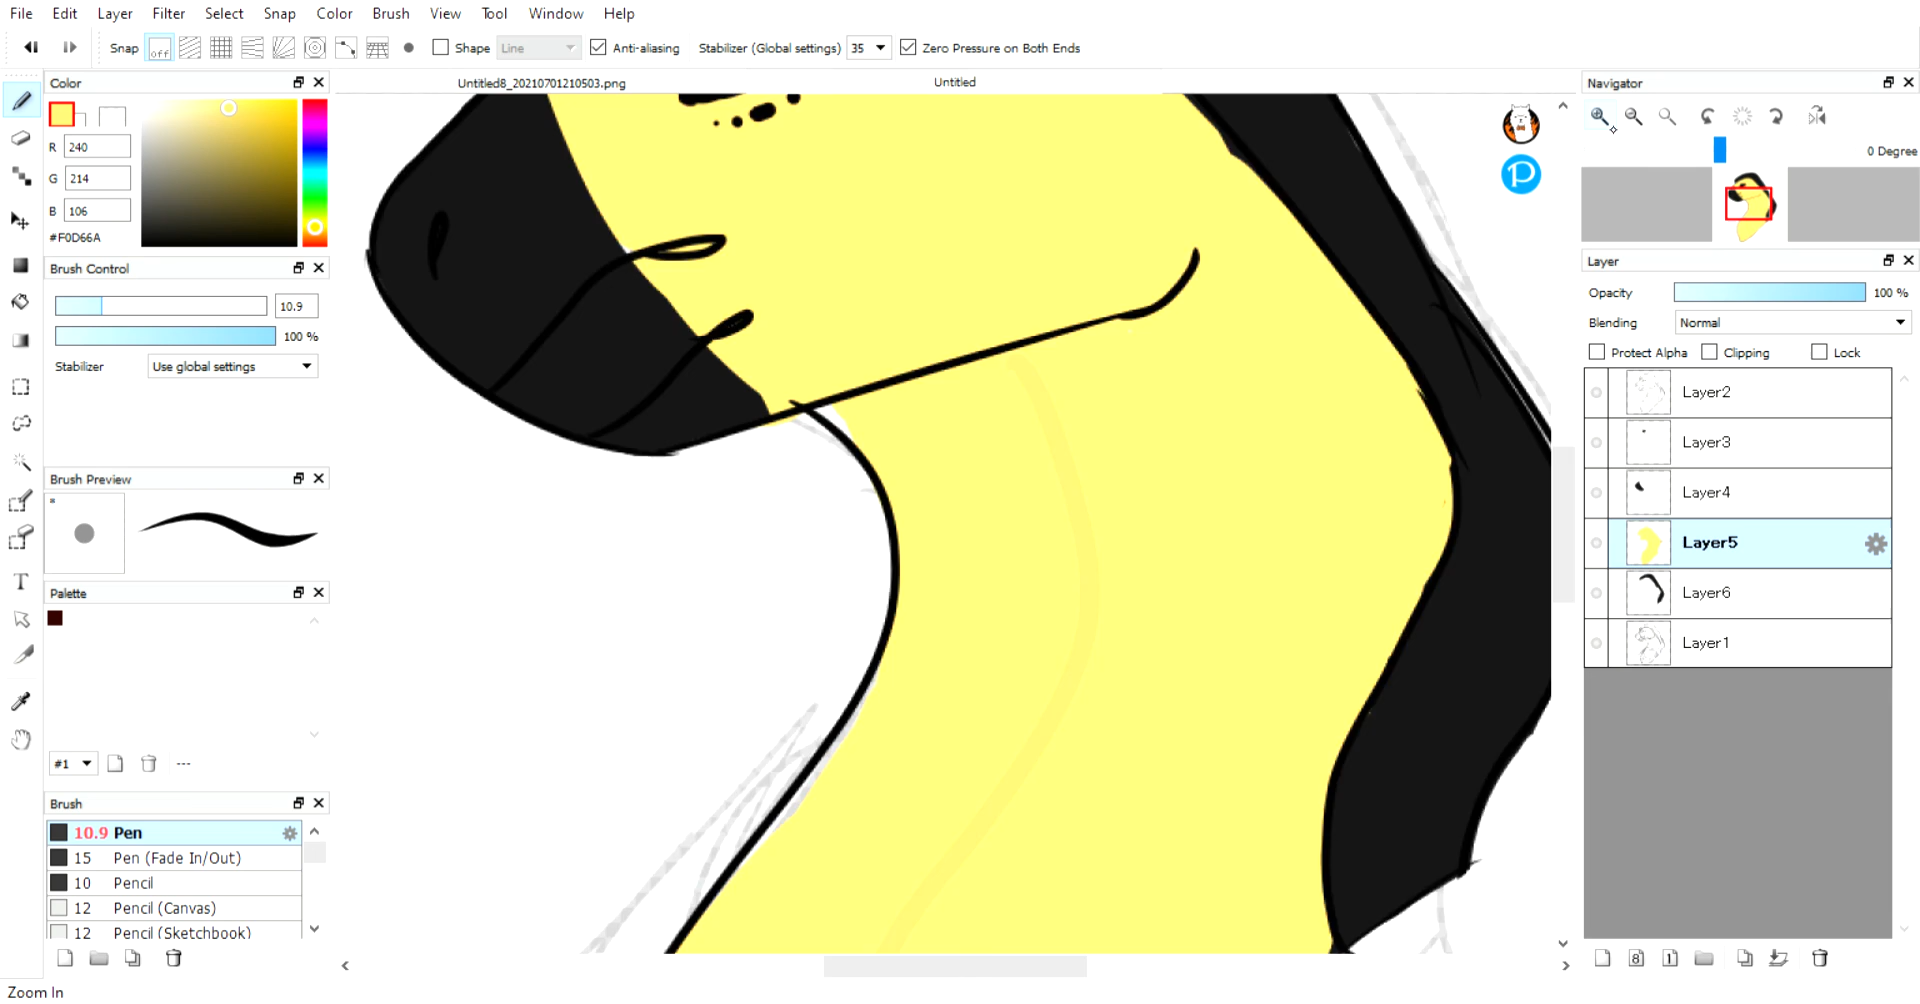 File Edit Layer Filter Select Snap Color Brush View Tool Window Help
Snap off Shape Line Anti-aliasing Stabilizer (Global settings) 35 Zero Pressure on Both Ends
Color
Untitled8_20210701210503.png
Untitled
Navigator
R 240
G 214
B 106
#F0D66A
0 Degree
Brush Control
10.9
100 %
Stabilizer Use global settings
Layer
Opacity 100 %
Blending Normal
Protect Alpha Clipping Lock
Layer2
Layer3
Layer4
Layer5
Layer6
Layer1
Brush Preview
T
Palette
#1
---
Brush
10.9 Pen
15 Pen (Fade In/Out)
10 Pencil
12 Pencil (Canvas)
12 Pencil (Sketchbook)
8 1
P
Zoom In